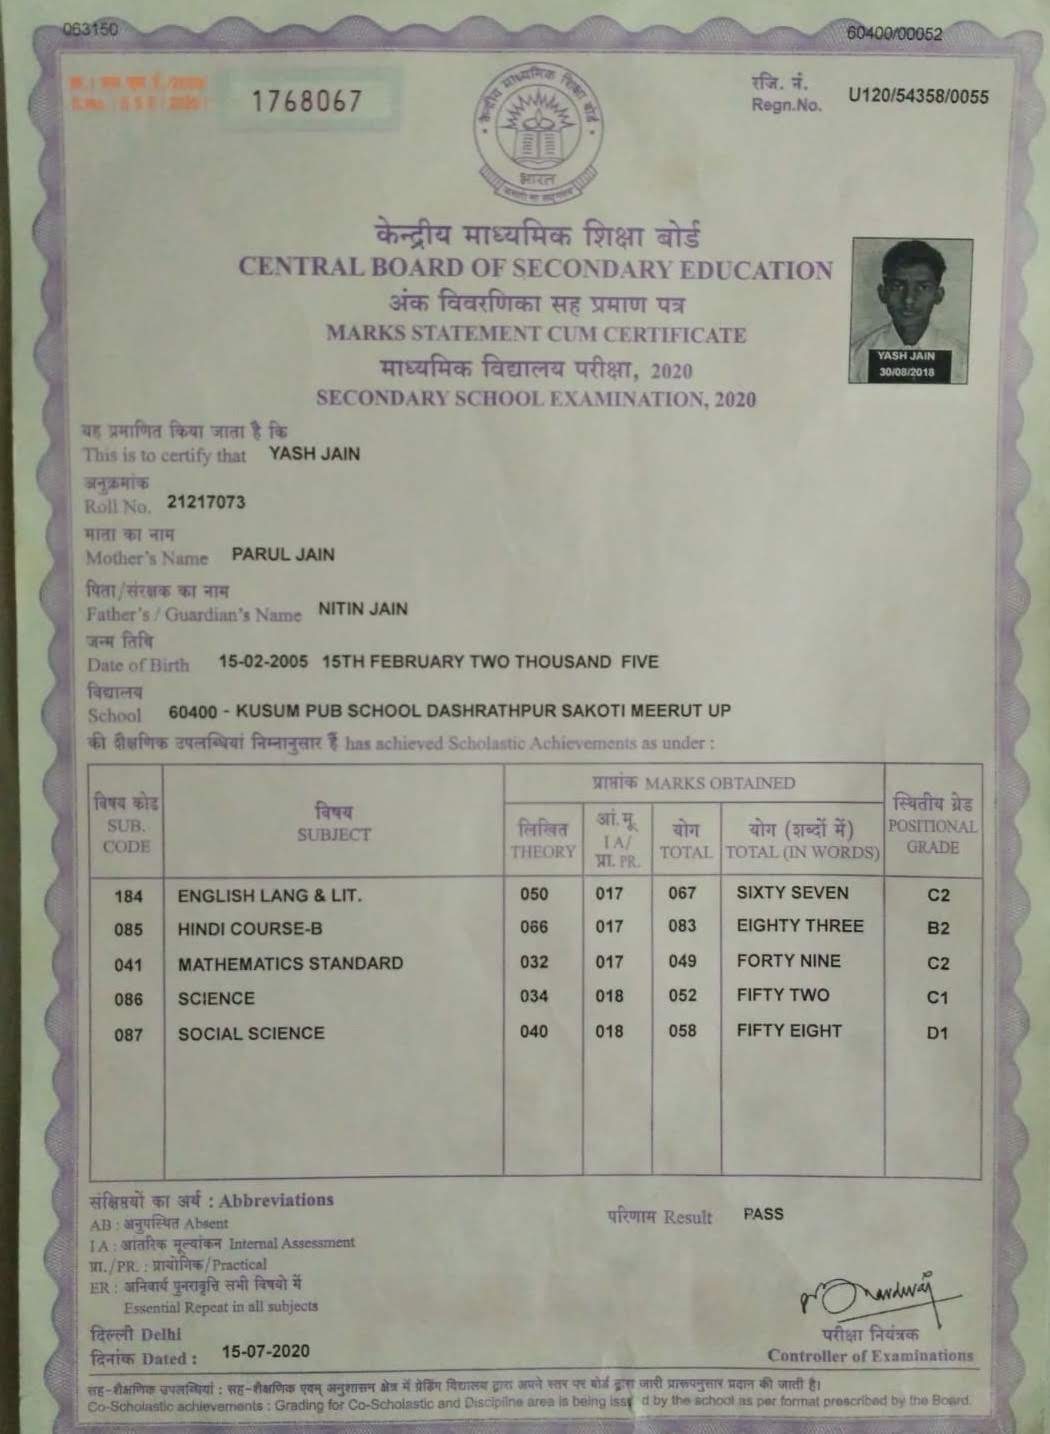 063150
60400/00052
1768067
रजि. नं.
Regn.No. U120/54358/0055
केन्द्रीय माध्यमिक शिक्षा बोर्ड
भारत
केन्द्रीय माध्यमिक शिक्षा बोर्ड
CENTRAL BOARD OF SECONDARY EDUCATION
अंक विवरणिका सह प्रमाण पत्र
MARKS STATEMENT CUM CERTIFICATE
माध्यमिक विद्यालय परीक्षा, 2020
SECONDARY SCHOOL EXAMINATION, 2020
YASH JAIN
30/08/2018
यह प्रमाणित किया जाता है कि
This is to certify that YASH JAIN
अनुक्रमांक
Roll No. 21217073
माता का नाम
Mother's Name PARUL JAIN
पिता/संरक्षक का नाम
Father's / Guardian's Name NITIN JAIN
जन्म तिथि
Date of Birth 15-02-2005 15TH FEBRUARY TWO THOUSAND FIVE
विद्यालय
School 60400 - KUSUM PUB SCHOOL DASHRATHPUR SAKOTI MEERUT UP
की शैक्षणिक उपलब्धियां निम्नानुसार हैं has achieved Scholastic Achievements as under :
विषय कोड SUB. CODE
विषय SUBJECT
प्राप्तांक MARKS OBTAINED
लिखित THEORY
आं.मू. I A/ प्रा. PR.
योग TOTAL
योग (शब्दों में) TOTAL (IN WORDS)
स्थितीय ग्रेड POSITIONAL GRADE
184 ENGLISH LANG & LIT. 050 017 067 SIXTY SEVEN C2
085 HINDI COURSE-B 066 017 083 EIGHTY THREE B2
041 MATHEMATICS STANDARD 032 017 049 FORTY NINE C2
086 SCIENCE 034 018 052 FIFTY TWO C1
087 SOCIAL SCIENCE 040 018 058 FIFTY EIGHT D1
संक्षिप्तियों का अर्थ : Abbreviations
AB : अनुपस्थित Absent
I A : आंतरिक मूल्यांकन Internal Assessment
प्रा./PR. : प्रायोगिक/Practical
ER : अनिवार्य पुनरावृत्ति सभी विषयो में
Essential Repeat in all subjects
परिणाम Result PASS
दिल्ली Delhi
दिनांक Dated : 15-07-2020
परीक्षा नियंत्रक
Controller of Examinations
सह-शैक्षणिक उपलब्धियां : सह-शैक्षणिक एवम् अनुशासन क्षेत्र में ग्रेडिंग विद्यालय द्वारा अपने स्तर पर बोर्ड द्वारा जारी प्रारूपनुसार प्रदान की जाती है।
Co-Scholastic achievements : Grading for Co-Scholastic and Discipline area is being iss d by the school as per format prescribed by the Board.